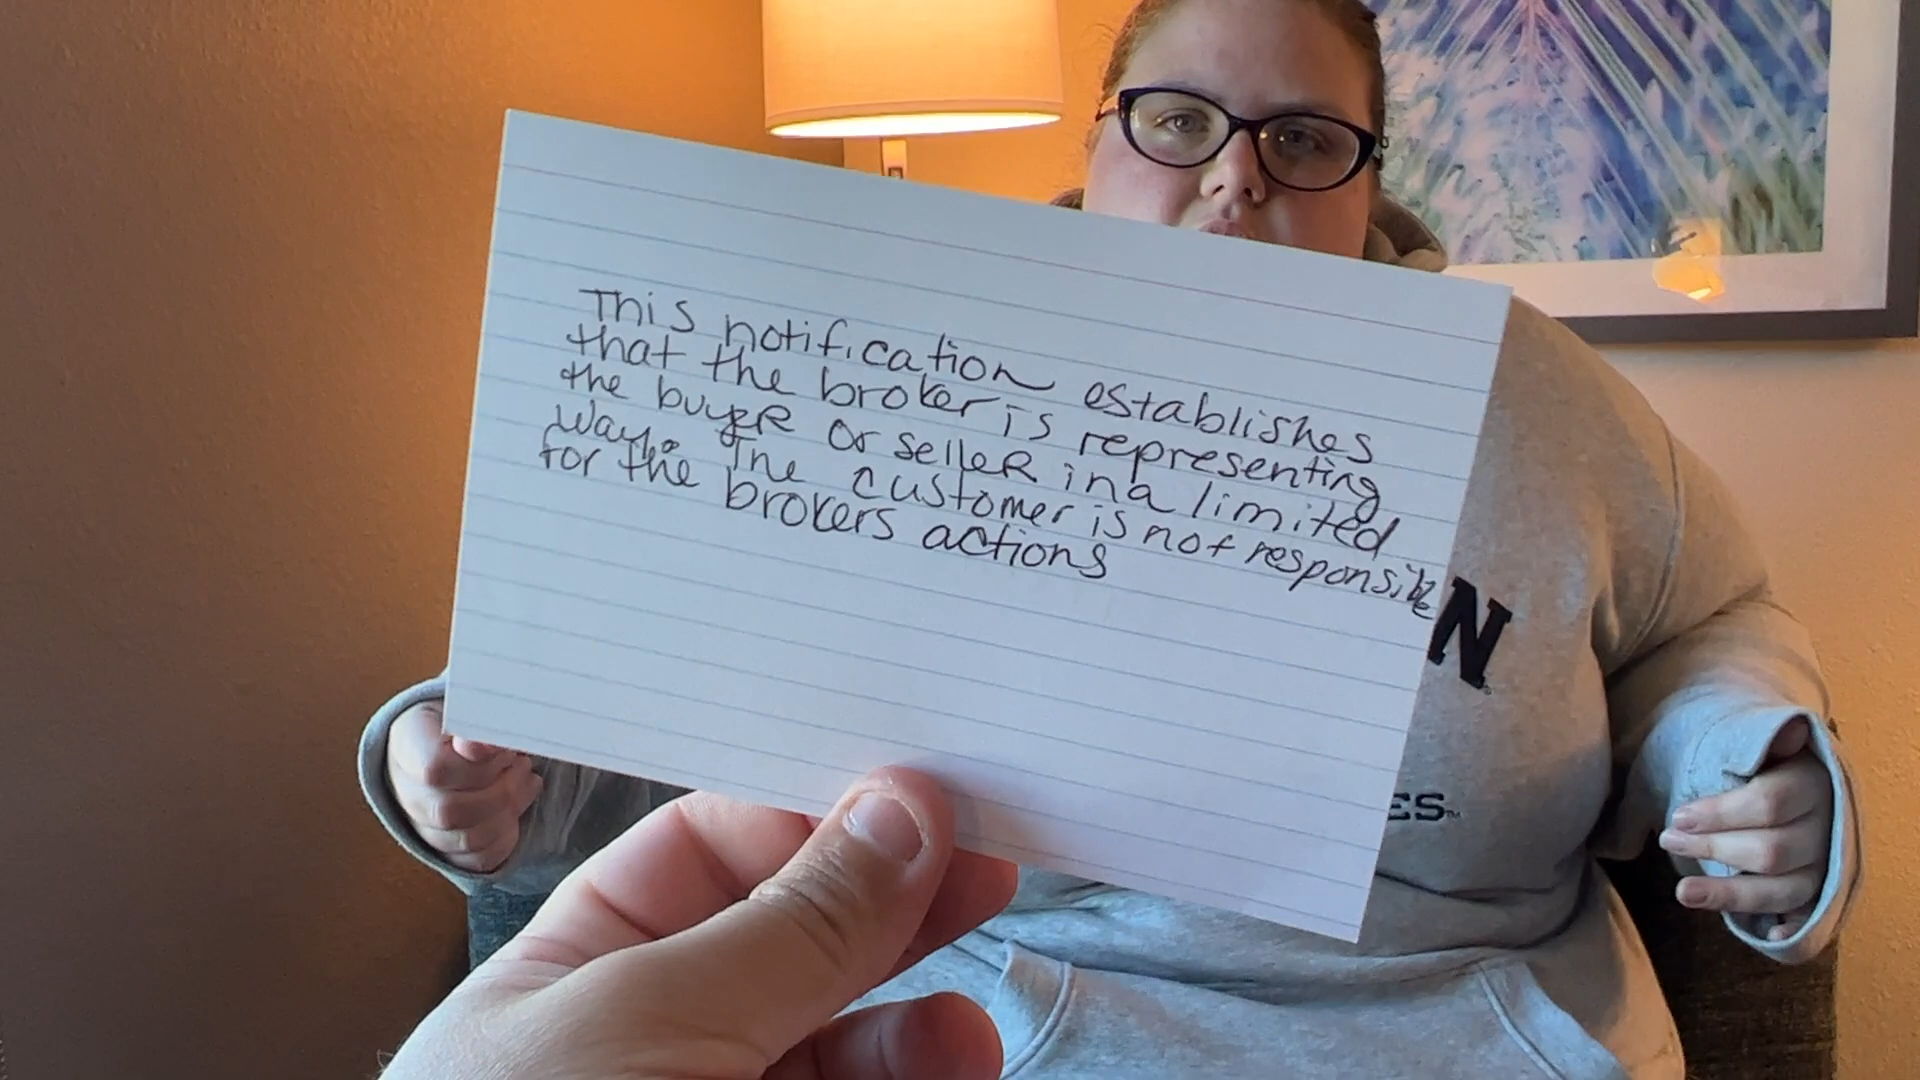 This notification establishes
that the broker is representing
the buyer or seller in a limited
way. The customer is not responsible
for the brokers actions
N
ES™